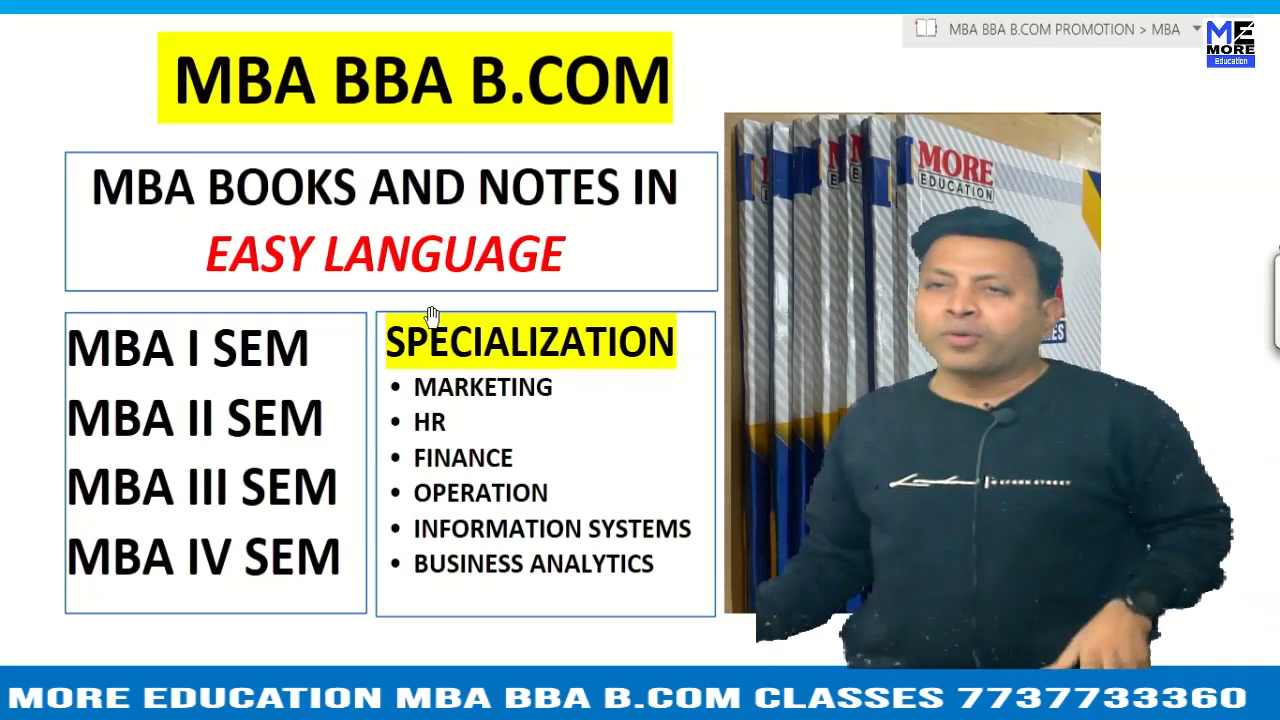 MBA BBA B.COM PROMOTION > MBA
ME
MORE
Education
MBA BBA B.COM
MBA BOOKS AND NOTES IN
EASY LANGUAGE
MBA I SEM
MBA II SEM
MBA III SEM
MBA IV SEM
SPECIALIZATION
• MARKETING
• HR
• FINANCE
• OPERATION
• INFORMATION SYSTEMS
• BUSINESS ANALYTICS
MORE
EDUCATION
MORE EDUCATION MBA BBA B.COM CLASSES 7737733360